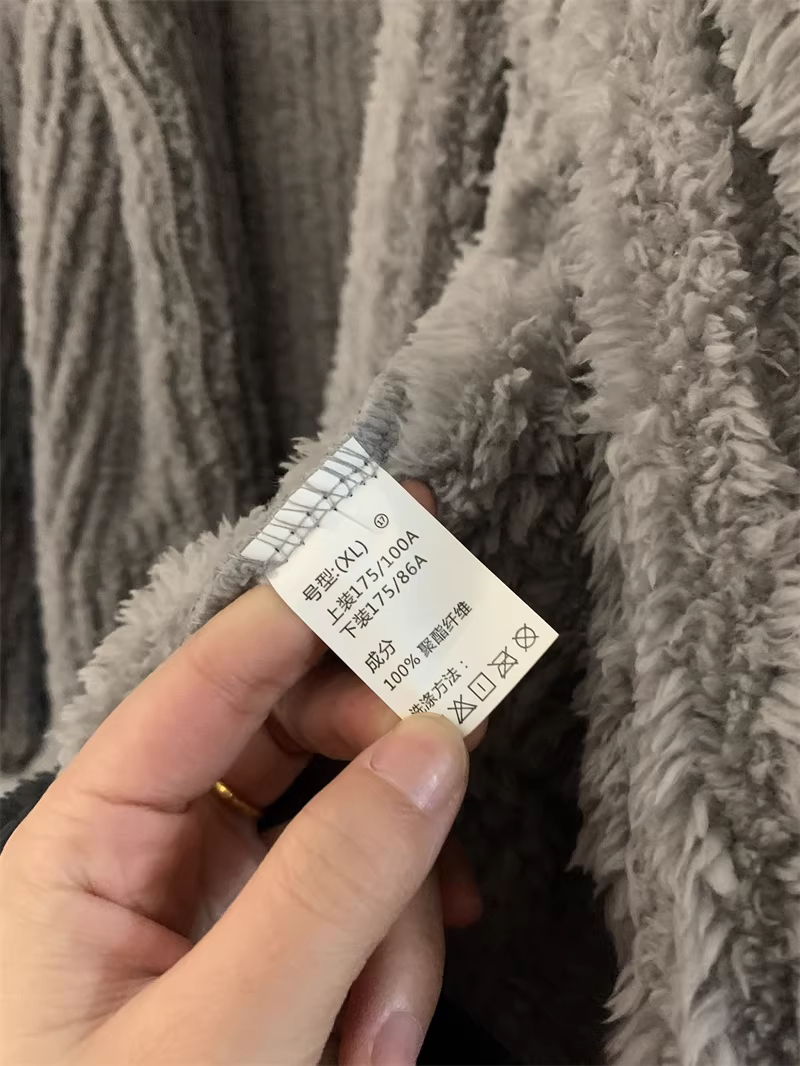 ⑰
号型:(XL)
上装175/100A
下装175/86A
成分
100% 聚酯纤维
洗涤方法：